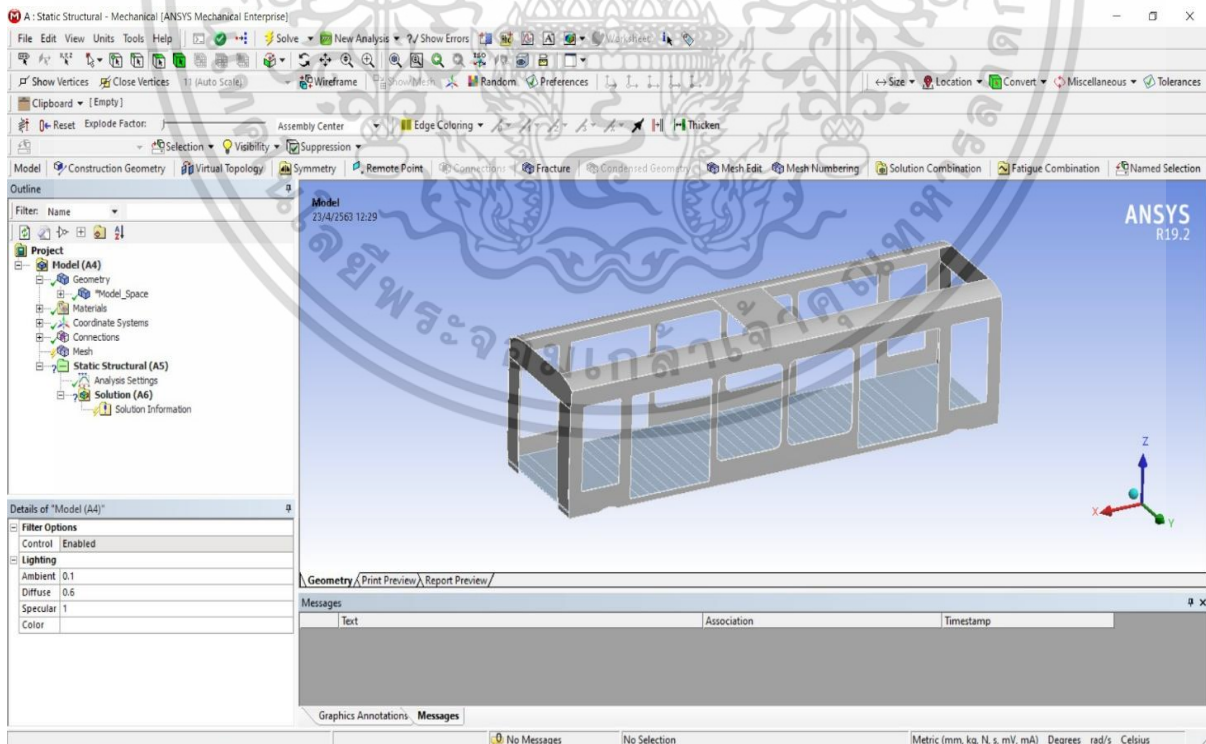 A : Static Structural - Mechanical [ANSYS Mechanical Enterprise]
File Edit View Units Tools Help Solve New Analysis ?/ Show Errors Worksheet
Show Vertices Close Vertices 11 (Auto Scale) Wireframe Show Mesh Random Preferences Size Location Convert Miscellaneous Tolerances
Clipboard [Empty]
Reset Explode Factor: Assembly Center Edge Coloring Thicken
Selection Visibility Suppression
Model Construction Geometry Virtual Topology Symmetry Remote Point Connections Fracture Condensed Geometry Mesh Edit Mesh Numbering Solution Combination Fatigue Combination Named Selection
Outline
Filter: Name
Project
Model (A4)
Geometry
*Model_Space
Materials
Coordinate Systems
Connections
Mesh
Static Structural (A5)
Analysis Settings
Solution (A6)
Solution Information
Details of "Model (A4)"
Filter Options
Control Enabled
Lighting
Ambient 0.1
Diffuse 0.6
Specular 1
Color
Model
23/4/2563 12:29
ANSYS
R19.2
Z
X
Y
Geometry Print Preview Report Preview
Messages
Text Association Timestamp
Graphics Annotations Messages
0 No Messages No Selection Metric (mm, kg, N, s, mV, mA) Degrees rad/s Celsius